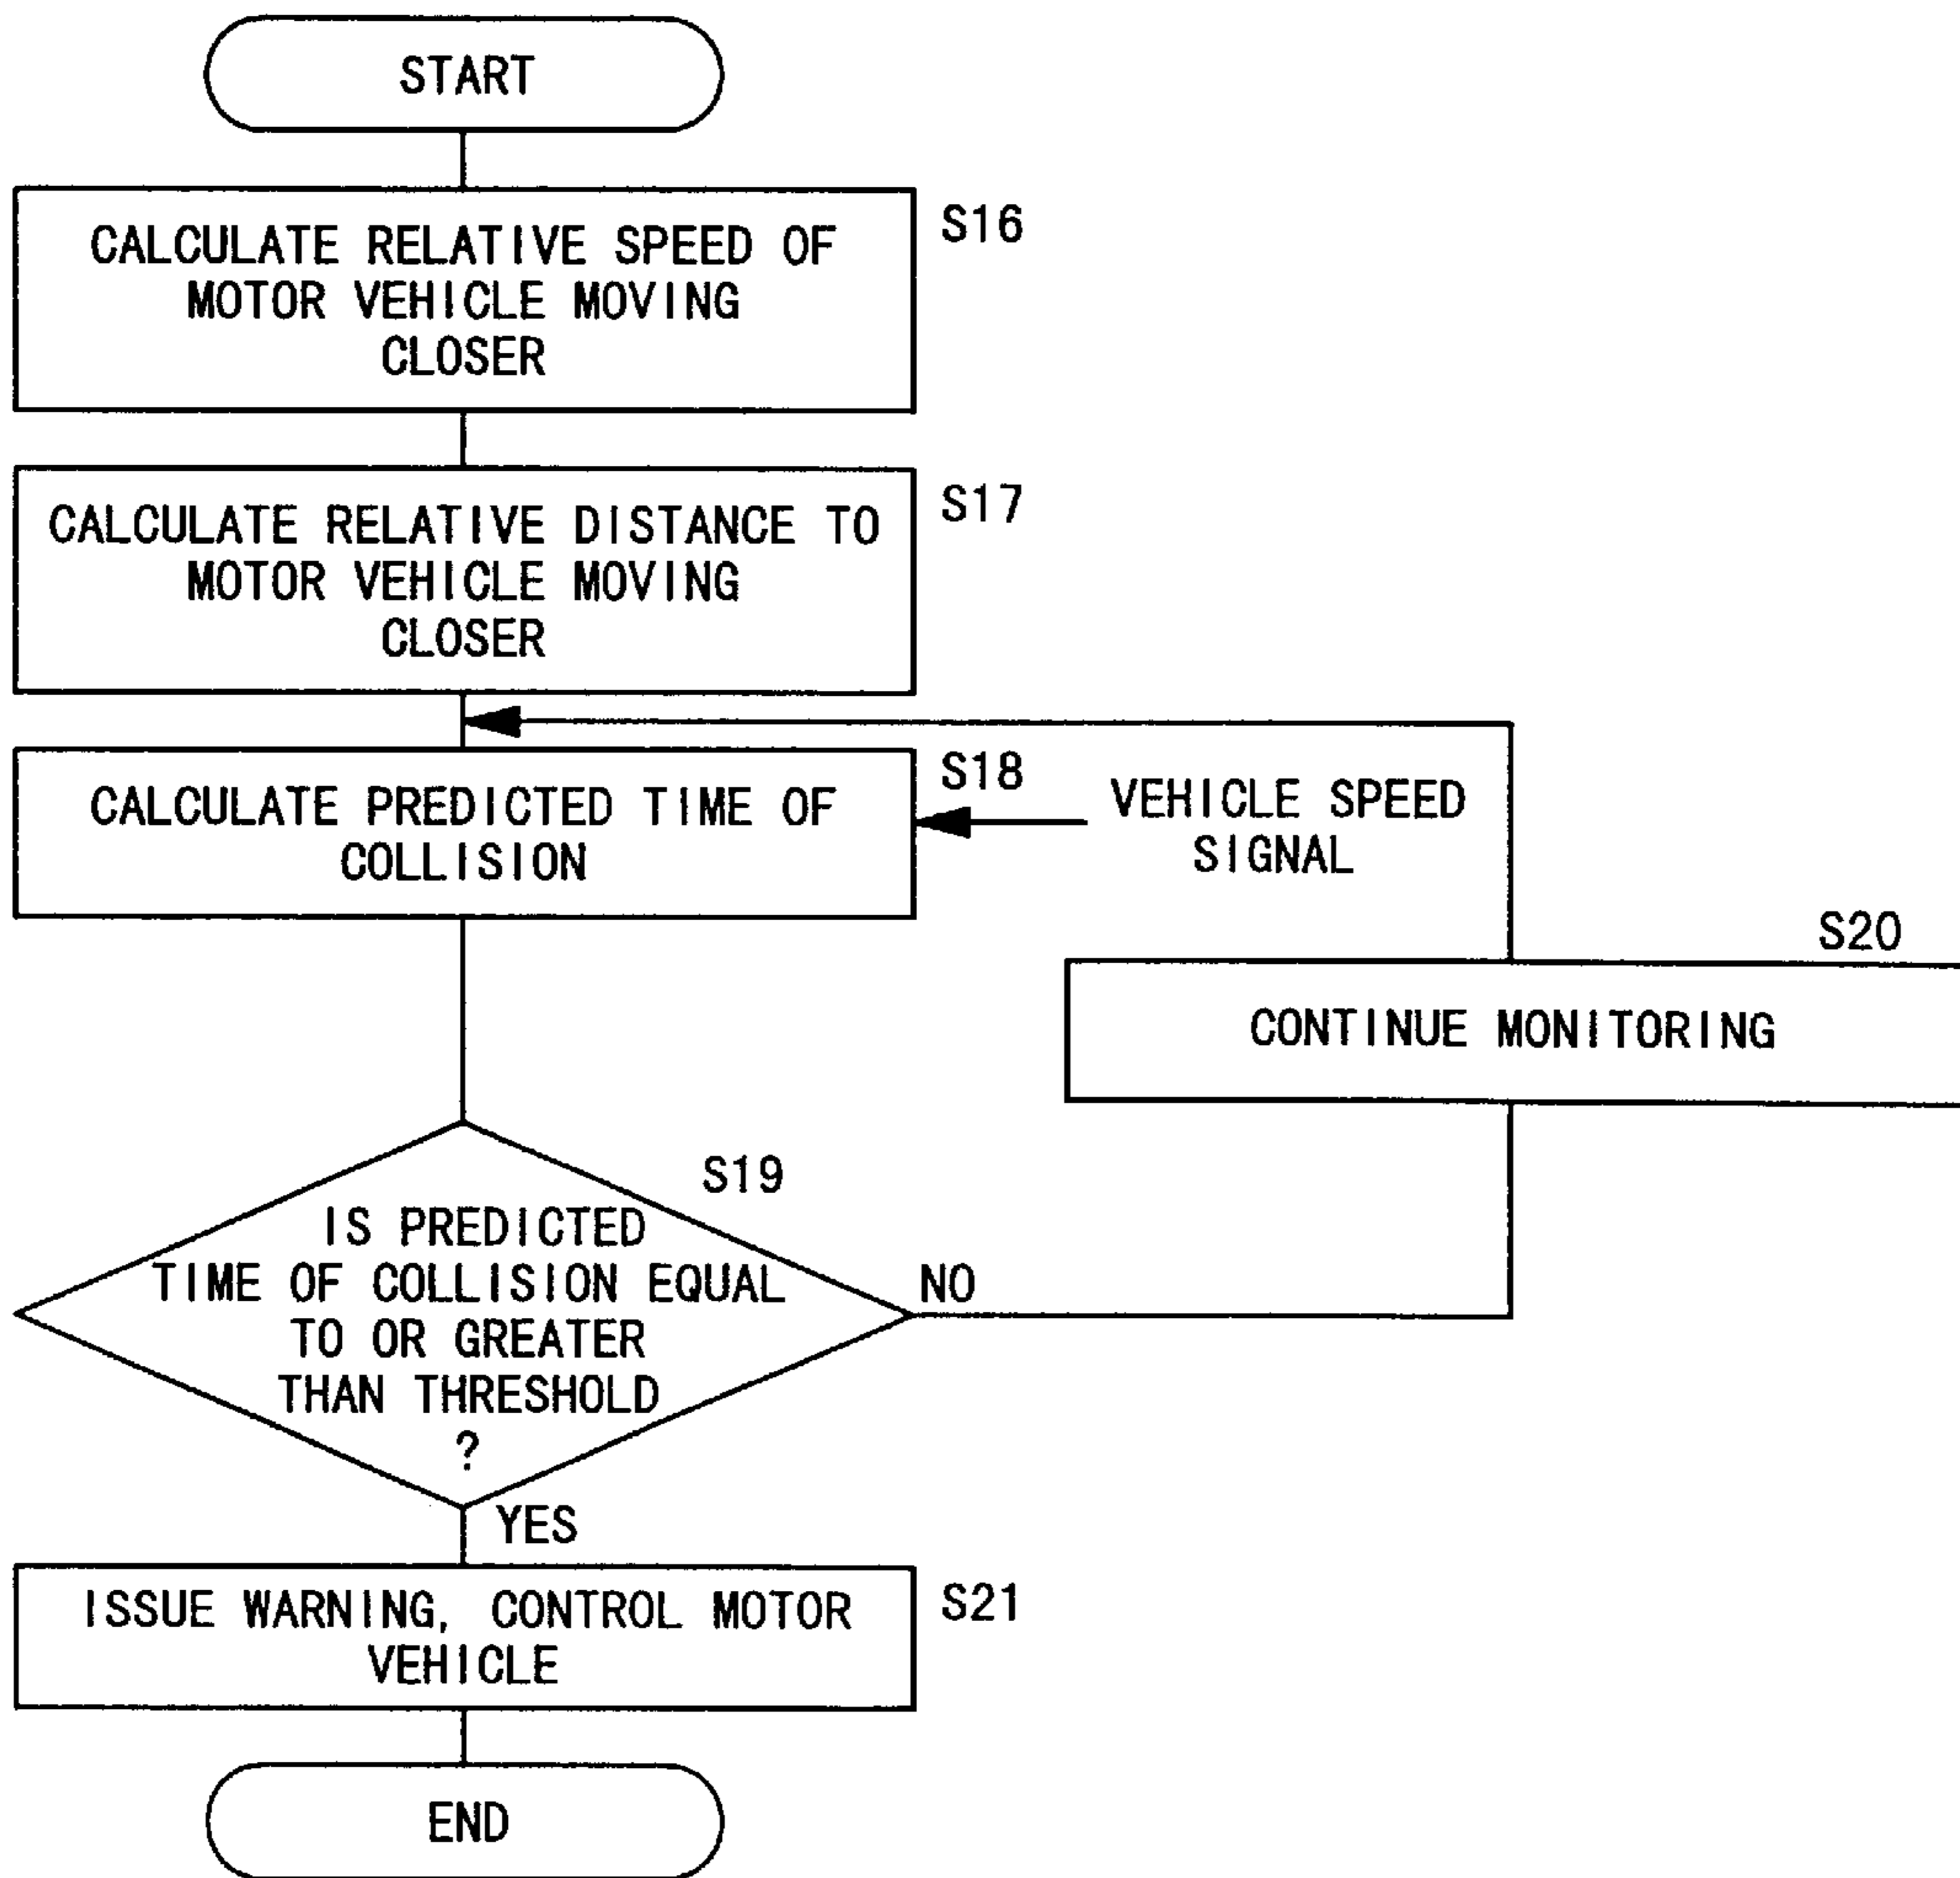 START
CALCULATE RELATIVE SPEED OF
MOTOR VEHICLE MOVING
CLOSER
S16
CALCULATE RELATIVE DISTANCE TO
MOTOR VEHICLE MOVING
CLOSER
S17
CALCULATE PREDICTED TIME OF
COLLISION
S18
VEHICLE SPEED
SIGNAL
S20
CONTINUE MONITORING
S19
IS PREDICTED
TIME OF COLLISION EQUAL
TO OR GREATER
THAN THRESHOLD
?
NO
YES
ISSUE WARNING, CONTROL MOTOR
VEHICLE
S21
END